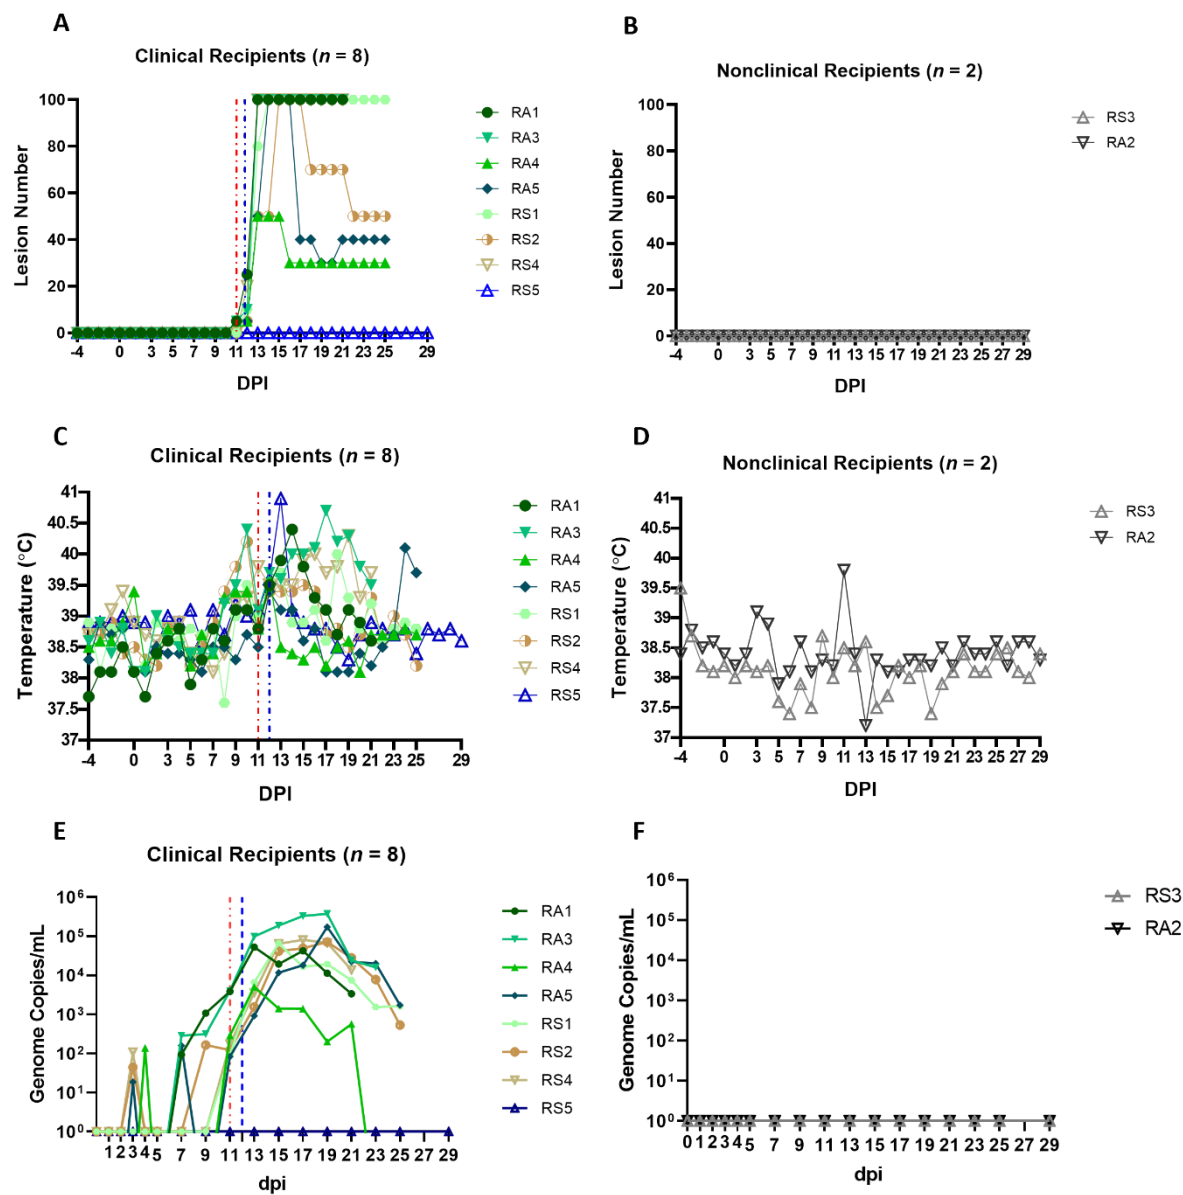 A
Clinical Recipients (n = 8)
Lesion Number
100
80
60
40
20
0
-4 0 3 5 7 9 11 13 15 17 19 21 25 29
DPI
RA1
RA3
RA4
RA5
RS1
RS2
RS4
RS5
B
Nonclinical Recipients (n = 2)
Lesion Number
100
80
60
40
20
0
-4 0 3 5 7 9 11 13 15 17 19 21 23 25 27 29
DPI
RS3
RA2
C
Clinical Recipients (n = 8)
Temperature (°C)
41
40.5
40
39.5
39
38.5
38
37.5
37
-4 0 3 5 7 9 11 13 15 17 19 21 23 25 27 29
DPI
RA1
RA3
RA4
RA5
RS1
RS2
RS4
RS5
D
Nonclinical Recipients (n = 2)
Temperature (°C)
41
40.5
40
39.5
39
38.5
38
37.5
37
-4 0 3 5 7 9 11 13 15 17 19 21 23 25 27 29
DPI
RS3
RA2
E
Clinical Recipients (n = 8)
Genome Copies/mL
10⁶
10⁵
10⁴
10³
10²
10¹
10⁰
1 2 3 4 5 7 9 11 13 15 17 19 21 23 25 27 29
dpi
RA1
RA3
RA4
RA5
RS1
RS2
RS4
RS5
F
Genome Copies/mL
10⁶
10⁵
10⁴
10³
10²
10¹
10⁰
0 1 2 3 4 5 7 9 11 13 15 17 19 21 23 25 27 29
dpi
RS3
RA2